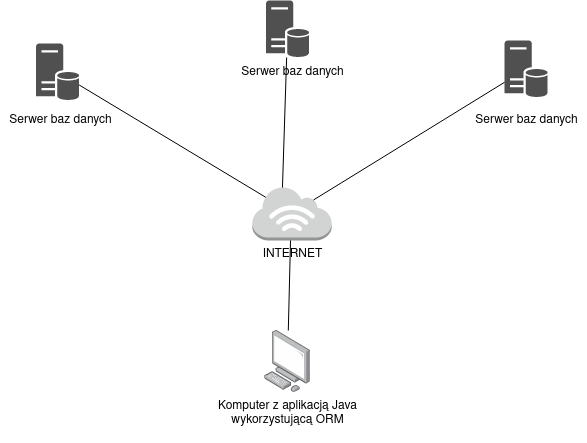 Serwer baz danych
Serwer baz danych
Serwer baz danych
INTERNET
Komputer z aplikacją Java
wykorzystującą ORM